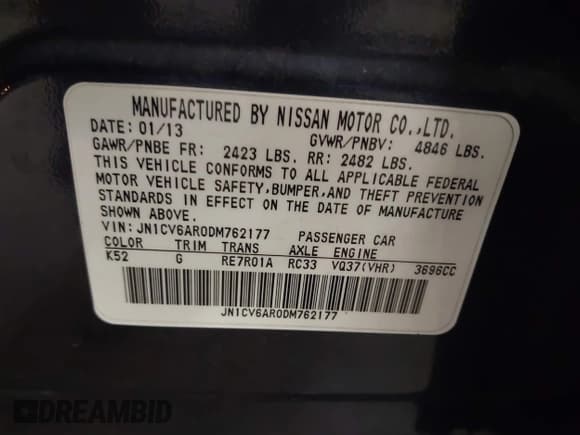 MANUFACTURED BY NISSAN MOTOR CO.,LTD.
DATE: 01/13 GVWR/PNBV: 4846 LBS.
GAWR/PNBE FR: 2423 LBS. RR: 2482 LBS.
THIS VEHICLE CONFORMS TO ALL APPLICABLE FEDERAL
MOTOR VEHICLE SAFETY,BUMPER,AND THEFT PREVENTION
STANDARDS IN EFFECT ON THE DATE OF MANUFACTURE
SHOWN ABOVE.
VIN: JN1CV6AR0DM762177 PASSENGER CAR
COLOR TRIM TRANS AXLE ENGINE
K52 G RE7R01A RC33 VQ37(VHR) 3696CC
JN1CV6AR0DM762177
DREAMBID